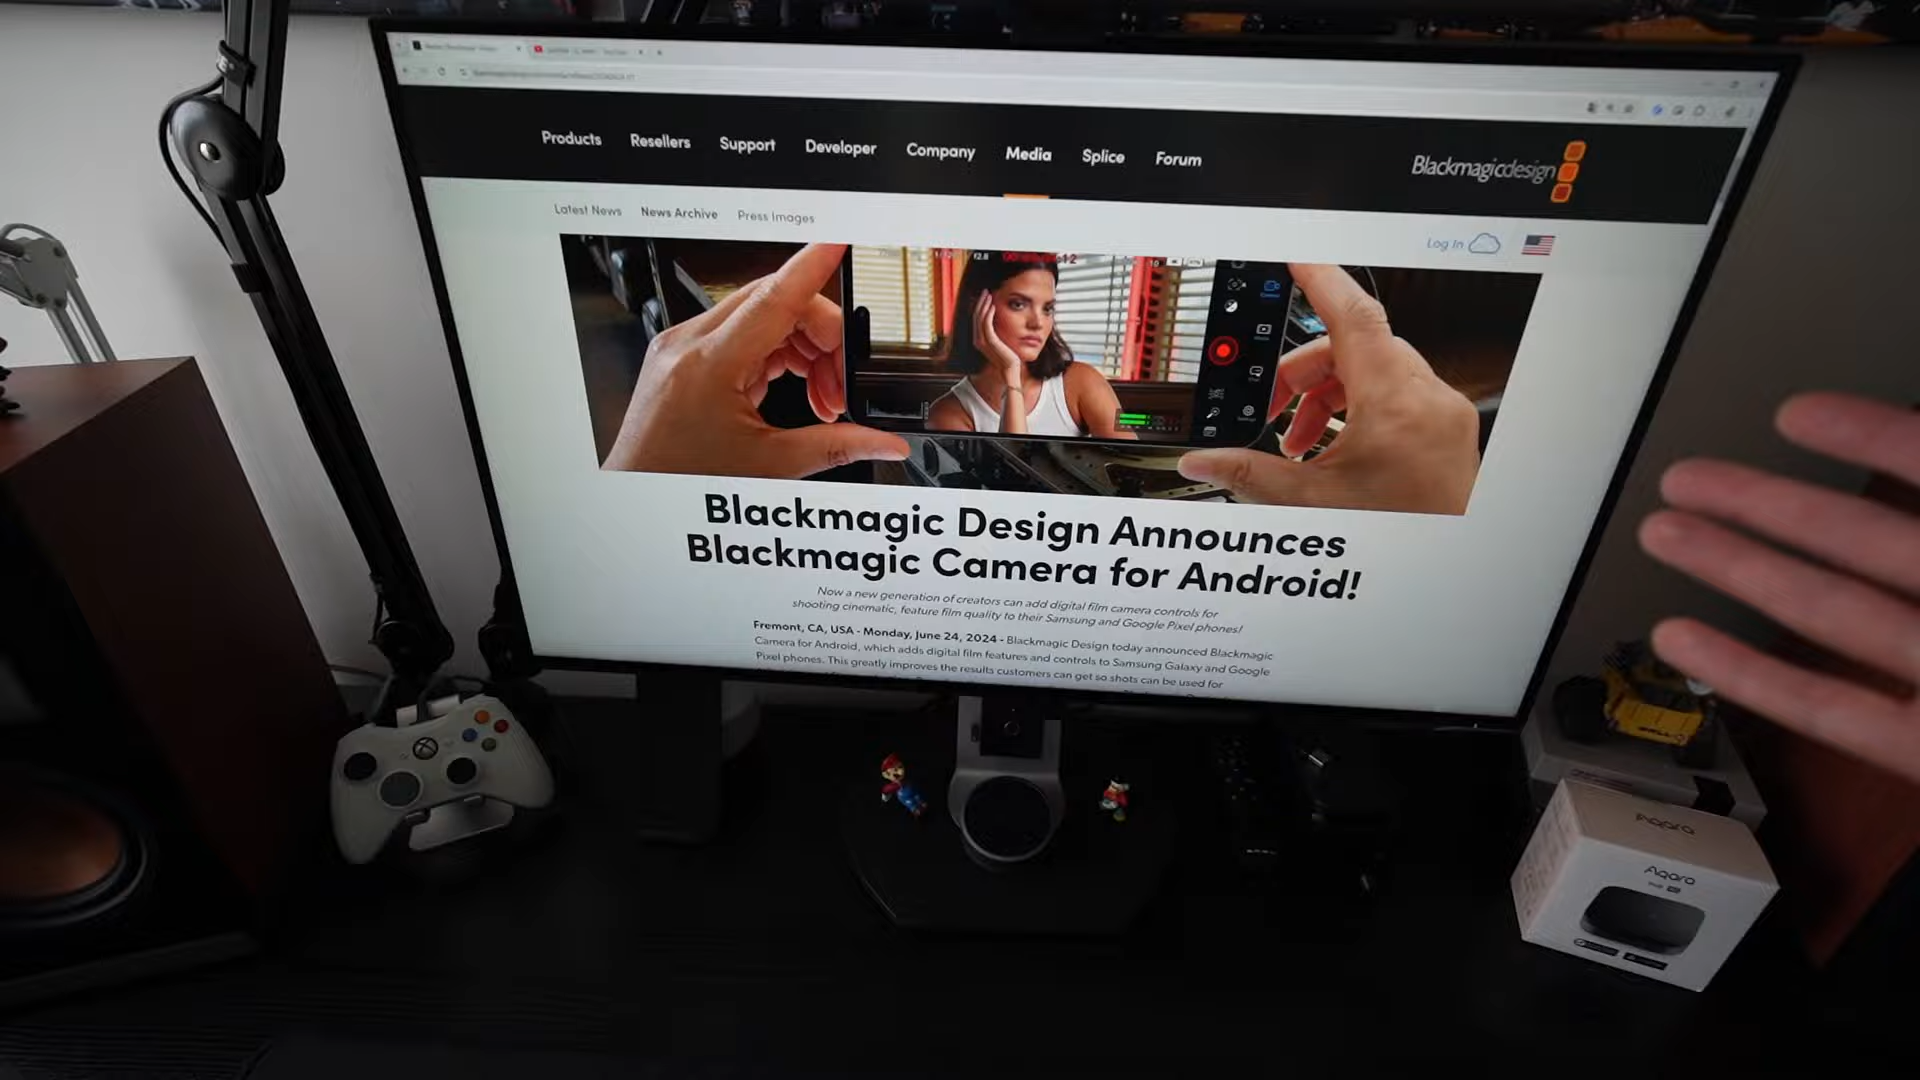 Products Resellers Support Developer Company Media Splice Forum
Blackmagicdesign
Latest News News Archive Press Images
Log In
f2.8
Blackmagic Design Announces
Blackmagic Camera for Android!
Now a new generation of creators can add digital film camera controls for
shooting cinematic, feature film quality to their Samsung and Google Pixel phones!
Fremont, CA, USA - Monday, June 24, 2024 - Blackmagic Design today announced Blackmagic
Camera for Android, which adds digital film features and controls to Samsung Galaxy and Google
Pixel phones. This greatly improves the results customers can get so shots can be used for
Aqara
Aqara